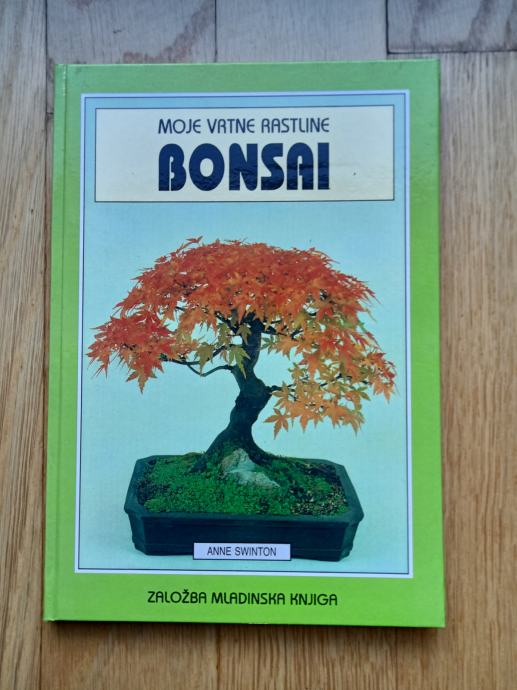 MOJE VRTNE RASTLINE
BONSAI
ANNE SWINTON
ZALOŽBA MLADINSKA KNJIGA